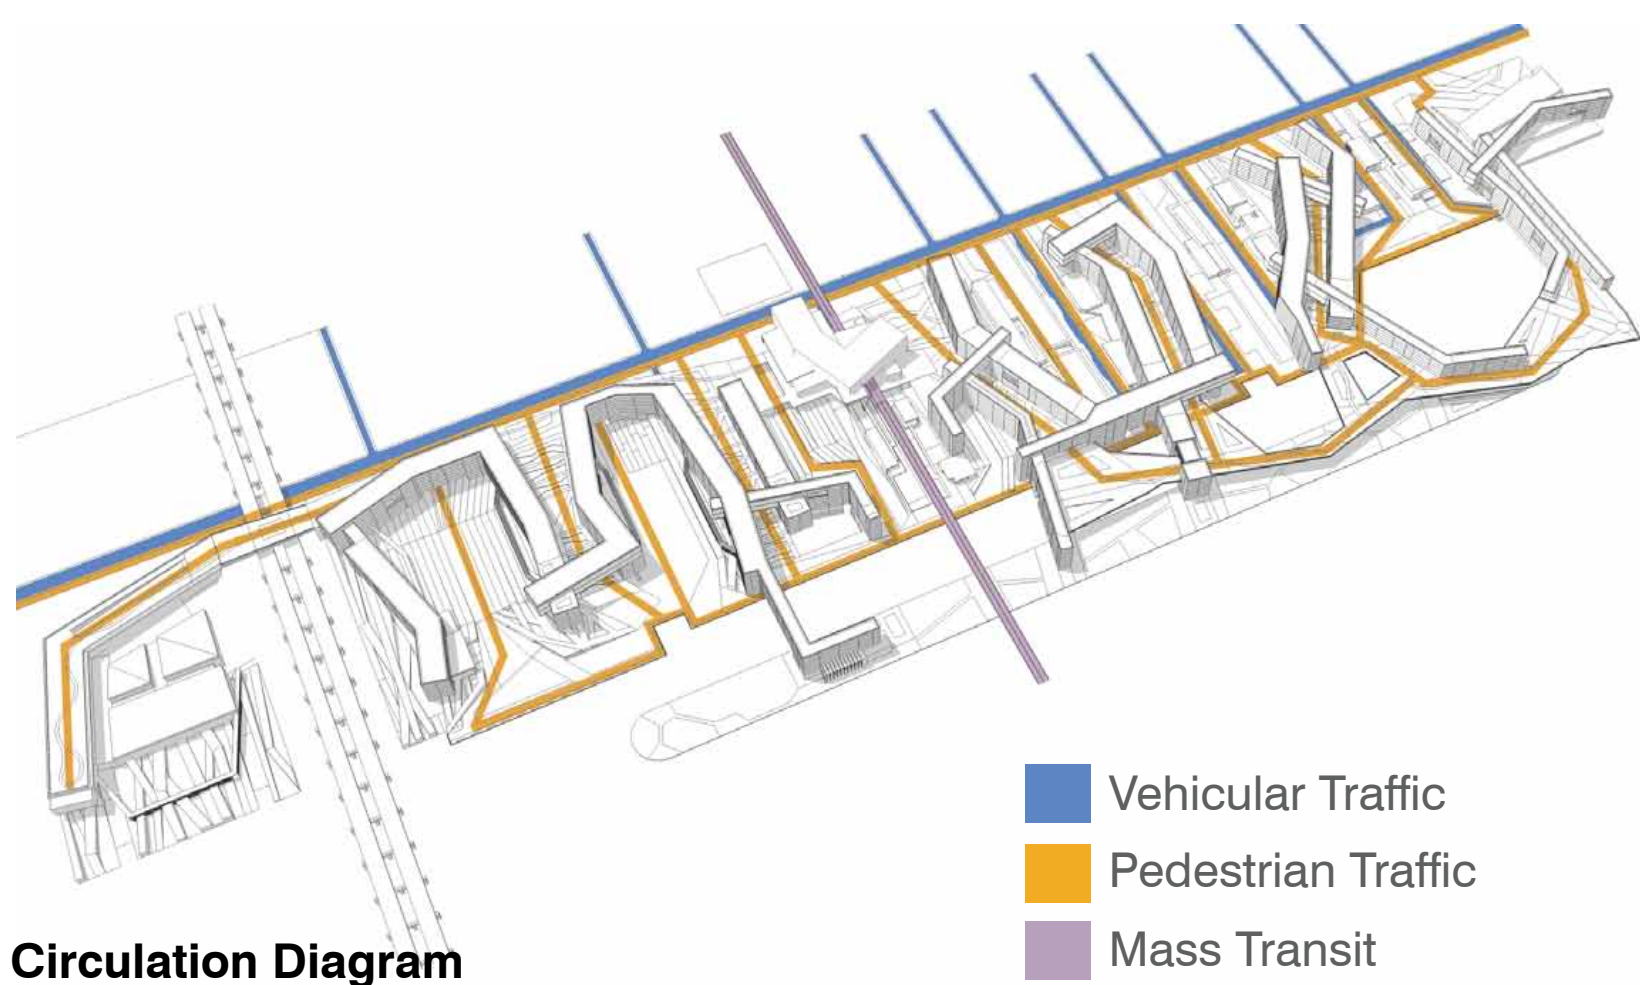 Vehicular Traffic
Pedestrian Traffic
Mass Transit
Circulation Diagram